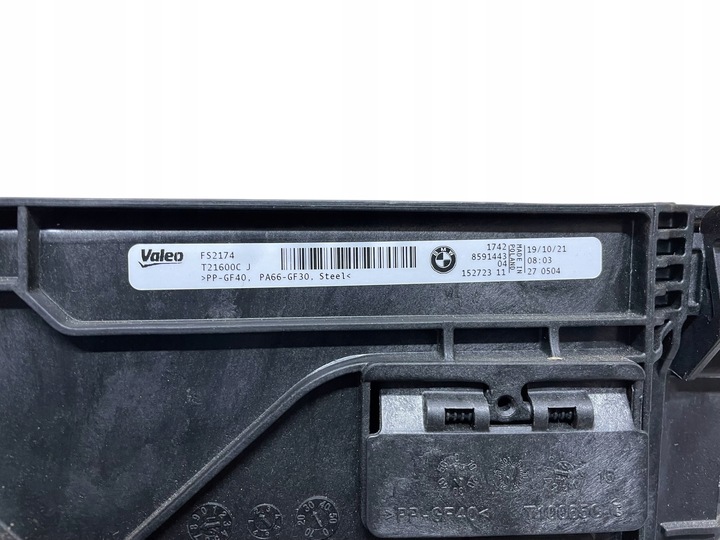 Valeo
FS2174
T21600C J
>PP-GF40, PA66-GF30, Steel<
BMW
1742
8591443
04
152723 11
MADE IN
POLAND.
19/10/21
08:03
27 0504
>PP-GF40<